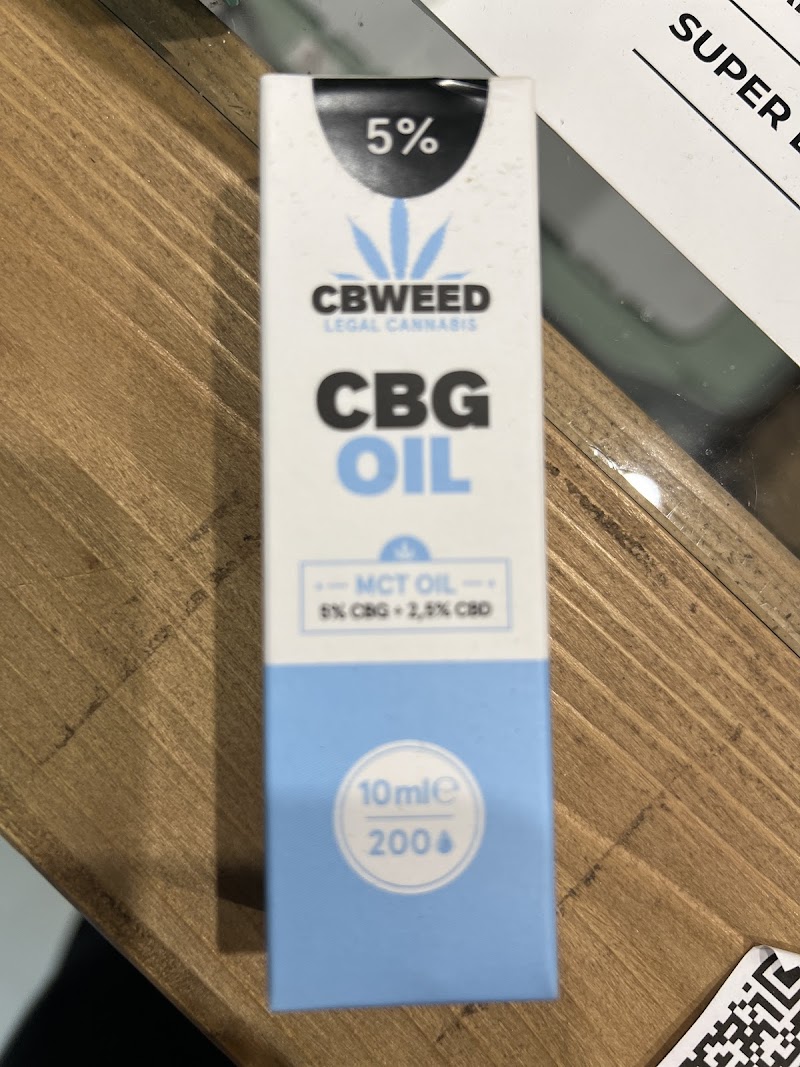 5%
CBWEED
LEGAL CANNABIS
CBG
OIL
MCT OIL
5% CBG + 2,5% CBD
10ml℮
200
SUPER